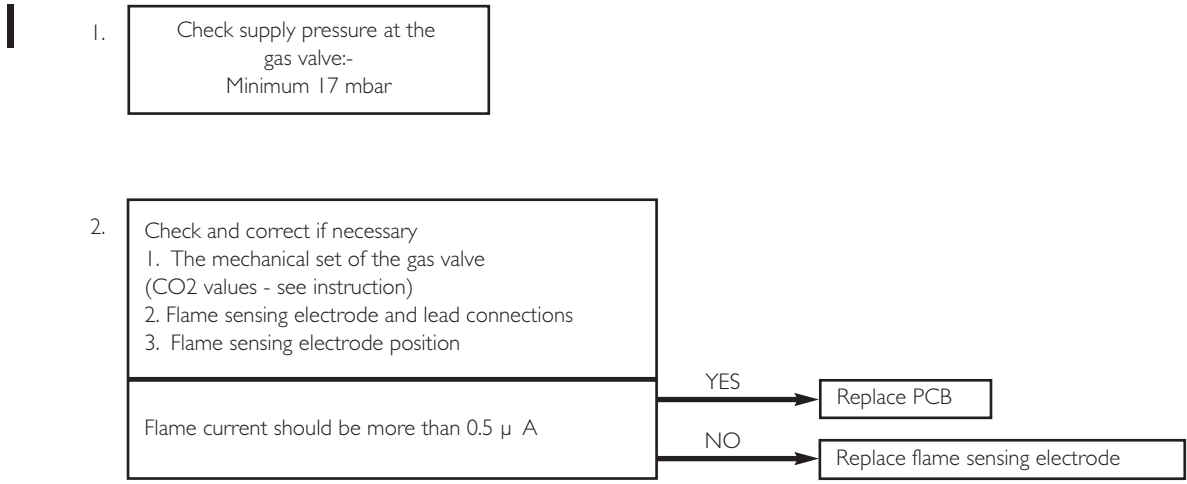 1.
Check supply pressure at the
gas valve:-
Minimum 17 mbar
2.
Check and correct if necessary
1. The mechanical set of the gas valve
(CO2 values - see instruction)
2. Flame sensing electrode and lead connections
3. Flame sensing electrode position
Flame current should be more than 0.5 μ A
YES
Replace PCB
NO
Replace flame sensing electrode